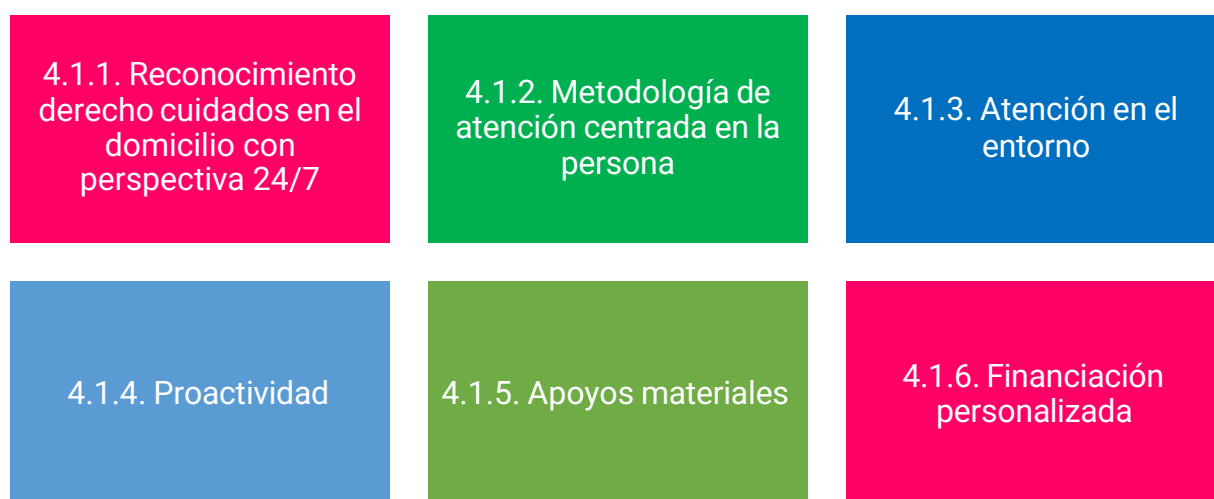 4.1.1. Reconocimiento
derecho cuidados en el
domicilio con
perspectiva 24/7
4.1.2. Metodología de
atención centrada en la
persona
4.1.3. Atención en el
entorno
4.1.4. Proactividad
4.1.5. Apoyos materiales
4.1.6. Financiación
personalizada